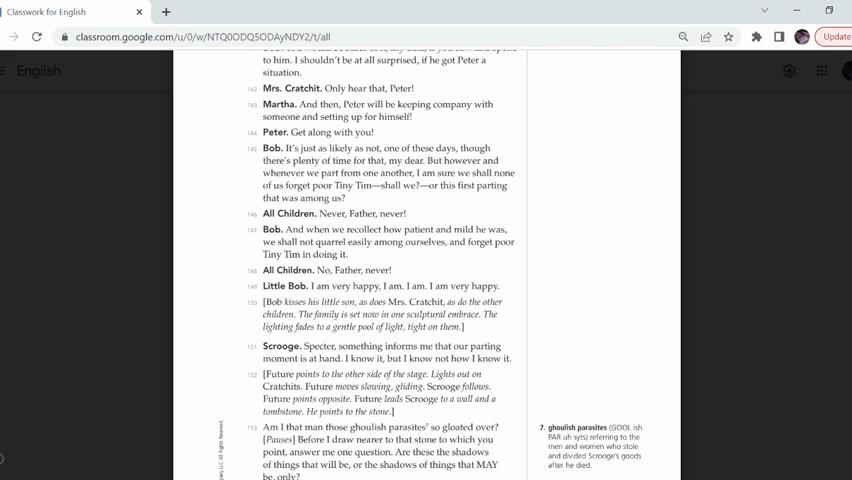 Classwork for English
classroom.google.com/u/0/w/NTQ0ODQ5ODAyNDY2/t/all
Update
English
to him. I shouldn't be at all surprised, if he got Peter a
situation.
142 Mrs. Cratchit. Only hear that, Peter!
143 Martha. And then, Peter will be keeping company with
someone and setting up for himself!
144 Peter. Get along with you!
145 Bob. It's just as likely as not, one of these days, though
there's plenty of time for that, my dear. But however and
whenever we part from one another, I am sure we shall none
of us forget poor Tiny Tim—shall we?—or this first parting
that was among us?
146 All Children. Never, Father, never!
147 Bob. And when we recollect how patient and mild he was,
we shall not quarrel easily among ourselves, and forget poor
Tiny Tim in doing it.
148 All Children. No, Father, never!
149 Little Bob. I am very happy, I am. I am. I am very happy.
150 [Bob kisses his little son, as does Mrs. Cratchit, as do the other
children. The family is set now in one sculptural embrace. The
lighting fades to a gentle pool of light, tight on them.]
151 Scrooge. Specter, something informs me that our parting
moment is at hand. I know it, but I know not how I know it.
152 [Future points to the other side of the stage. Lights out on
Cratchits. Future moves slowing, gliding. Scrooge follows.
Future points opposite. Future leads Scrooge to a wall and a
tombstone. He points to the stone.]
153 Am I that man those ghoulish parasites7 so gloated over?
[Pauses] Before I draw nearer to that stone to which you
point, answer me one question. Are these the shadows
of things that will be, or the shadows of things that MAY
be, only?
7. ghoulish parasites (GOOL ish
PAR uh syts) referring to the
men and women who stole
and divided Scrooge's goods
after he died.
LLC. All Rights Reserved.